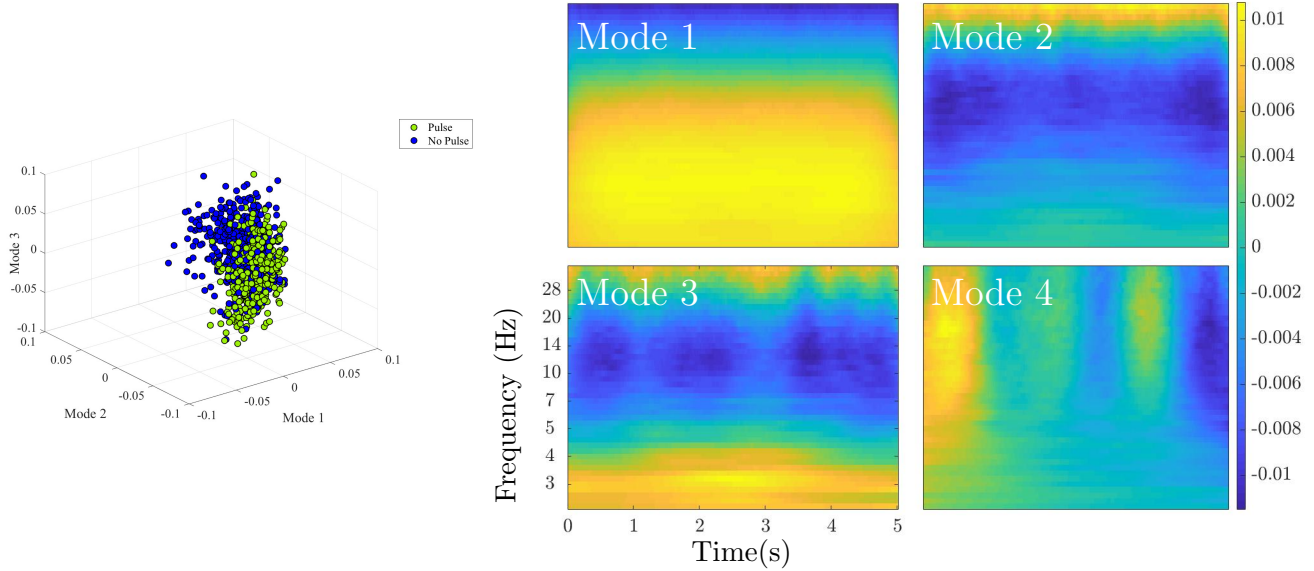 Pulse
No Pulse
0.1
0.05
0
-0.05
-0.1
Mode 3
0.1
0.05
0
-0.05
-0.1
Mode 2
-0.1
-0.05
0
0.05
0.1
Mode 1
Mode 1
Mode 2
Mode 3
Mode 4
28
20
14
10
7
5
4
3
Frequency (Hz)
0 1 2 3 4 5
Time(s)
0.01
0.008
0.006
0.004
0.002
0
-0.002
-0.004
-0.006
-0.008
-0.01